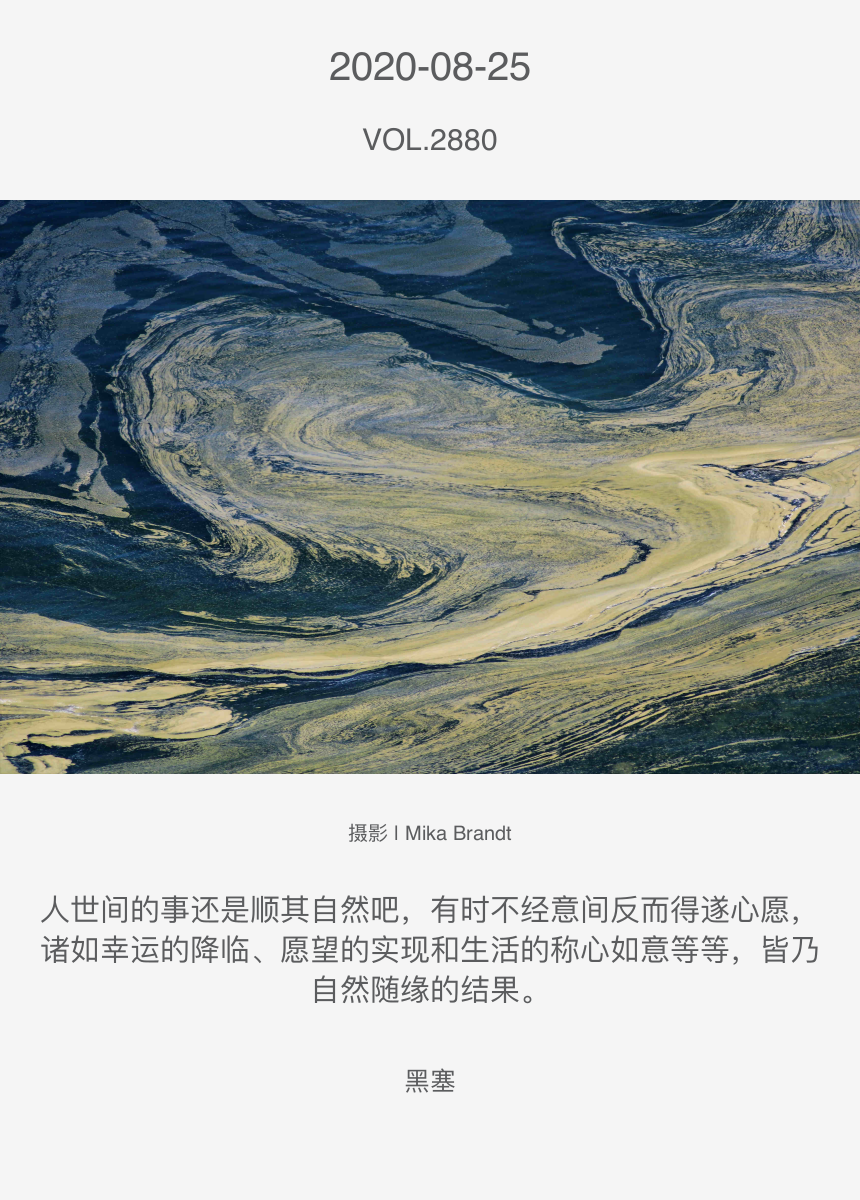 2020-08-25
VOL.2880
摄影 l Mika Brandt
人世间的事还是顺其自然吧，有时不经意间反而得遂心愿，
诸如幸运的降临、愿望的实现和生活的称心如意等等，皆乃
自然随缘的结果。
黑塞